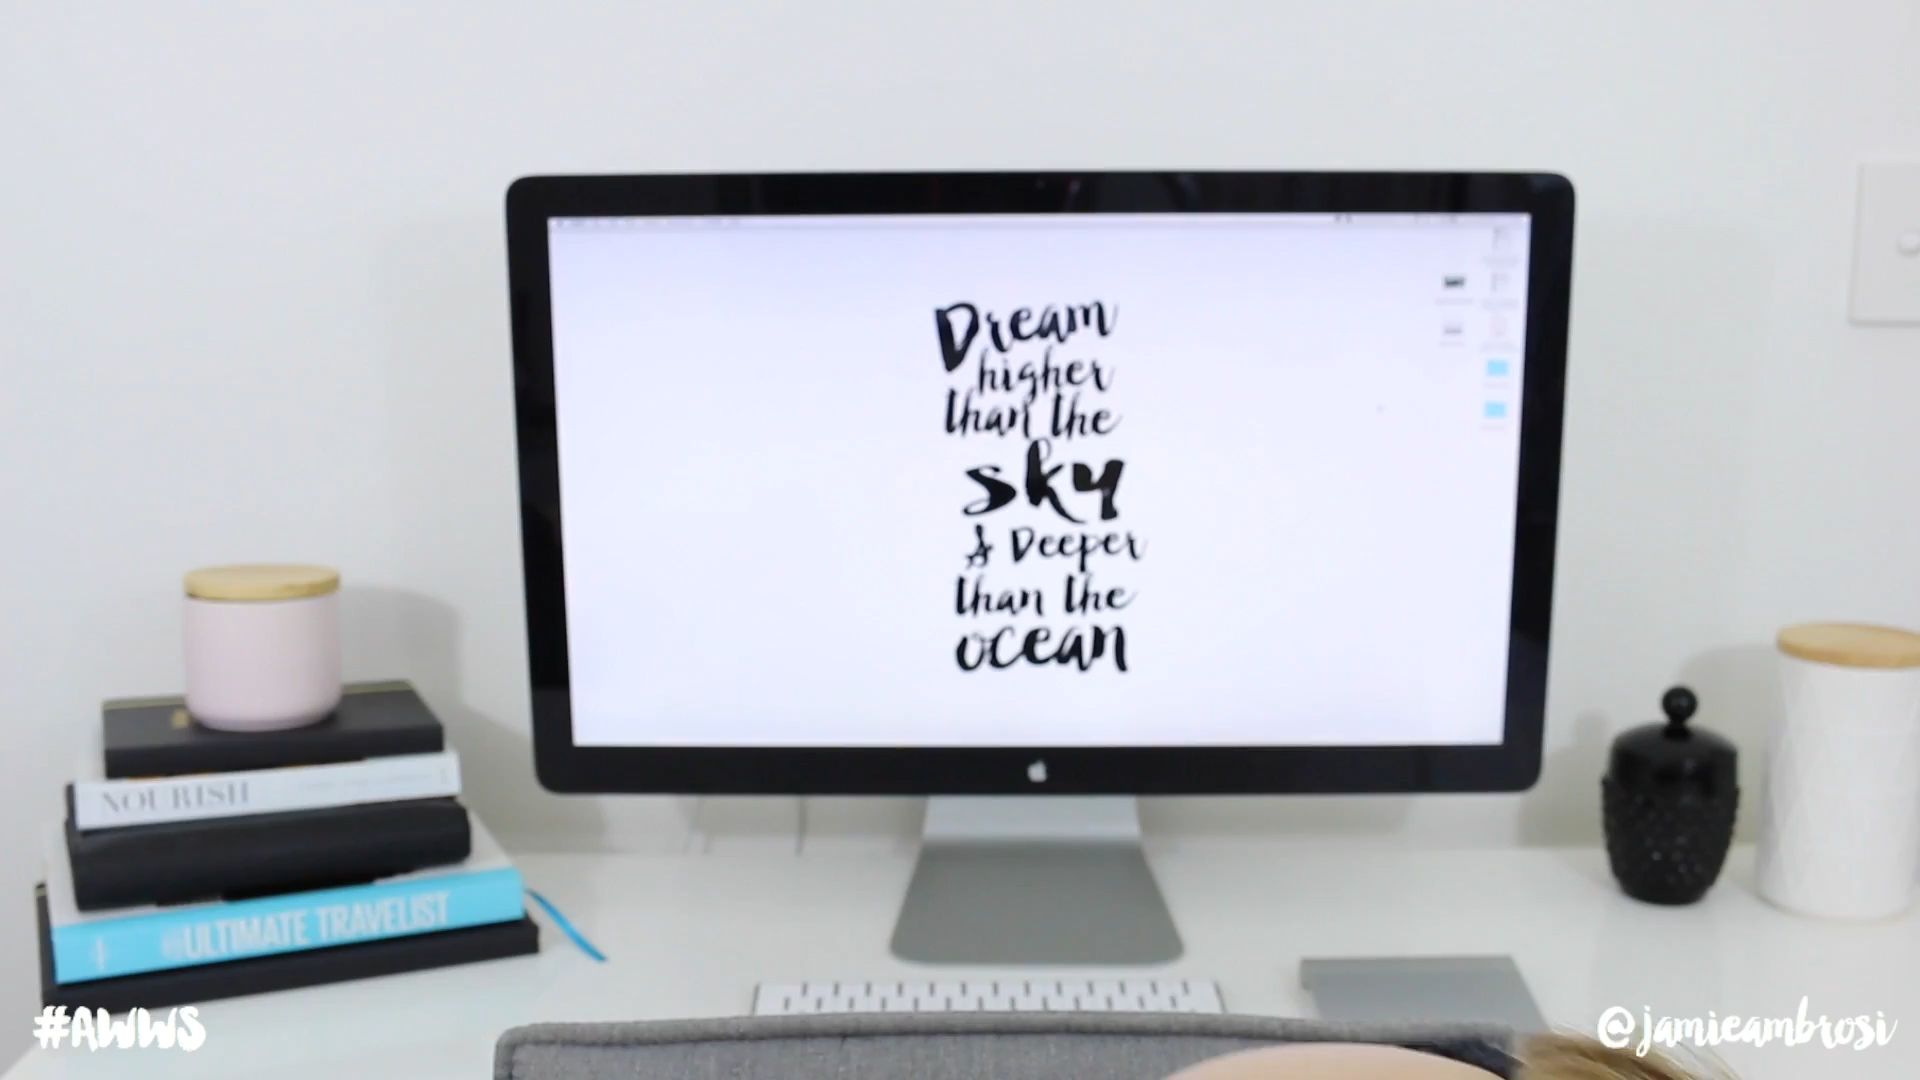 Dream
higher
than the
sky
& Deeper
than the
ocean
NOURISH
ULTIMATE TRAVELIST
#AWWS
@jamieambrosi